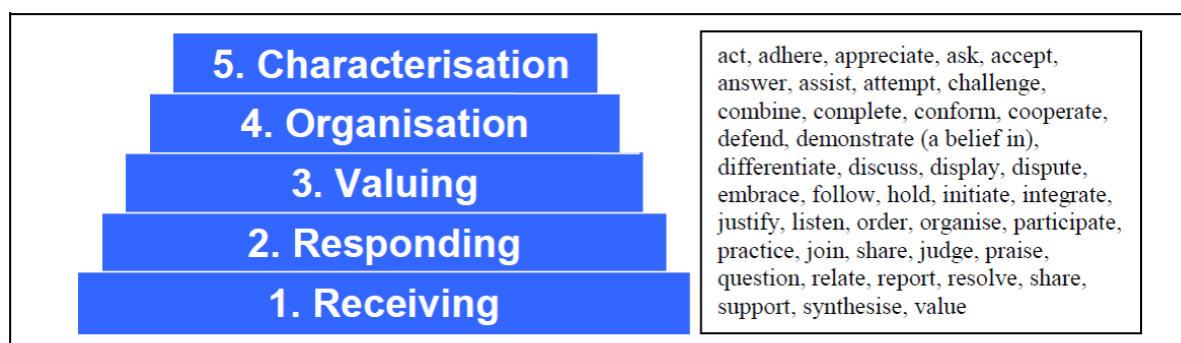 5. Characterisation
4. Organisation
3. Valuing
2. Responding
1. Receiving
act, adhere, appreciate, ask, accept,
answer, assist, attempt, challenge,
combine, complete, conform, cooperate,
defend, demonstrate (a belief in),
differentiate, discuss, display, dispute,
embrace, follow, hold, initiate, integrate,
justify, listen, order, organise, participate,
practice, join, share, judge, praise,
question, relate, report, resolve, share,
support, synthesise, value